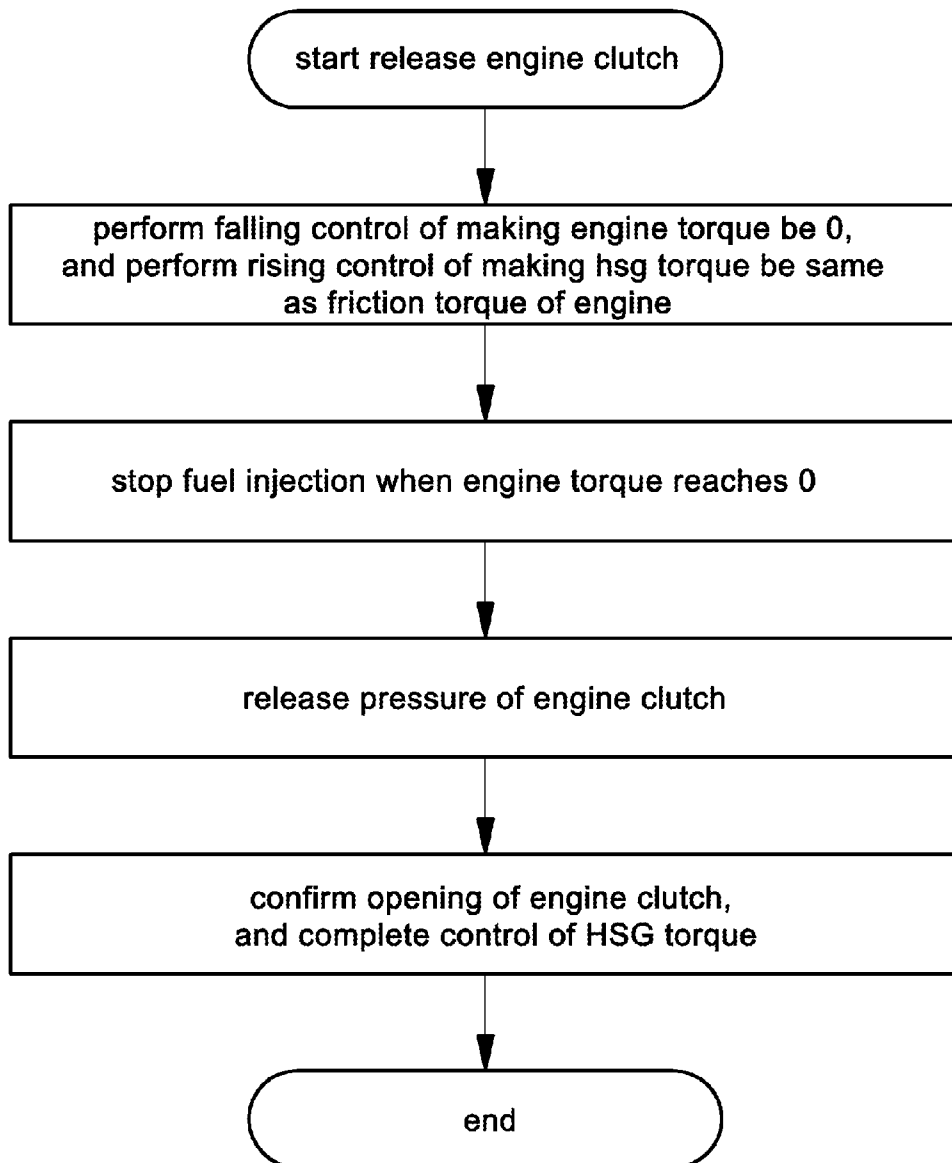 start release engine clutch
perform falling control of making engine torque be 0,
and perform rising control of making hsg torque be same
as friction torque of engine
stop fuel injection when engine torque reaches 0
release pressure of engine clutch
confirm opening of engine clutch,
and complete control of HSG torque
end